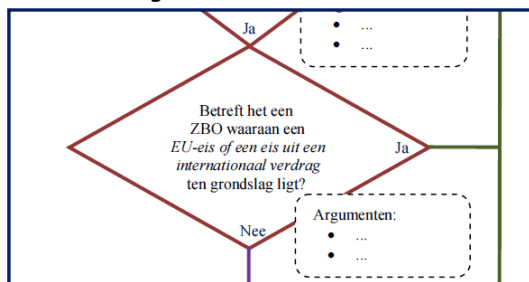 Ja
• ...
• ...
Betreft het een
ZBO waaraan een
EU-eis of een eis uit een
internationaal verdrag
ten grondslag ligt?
Ja
Nee
Argumenten:
• ...
• ...